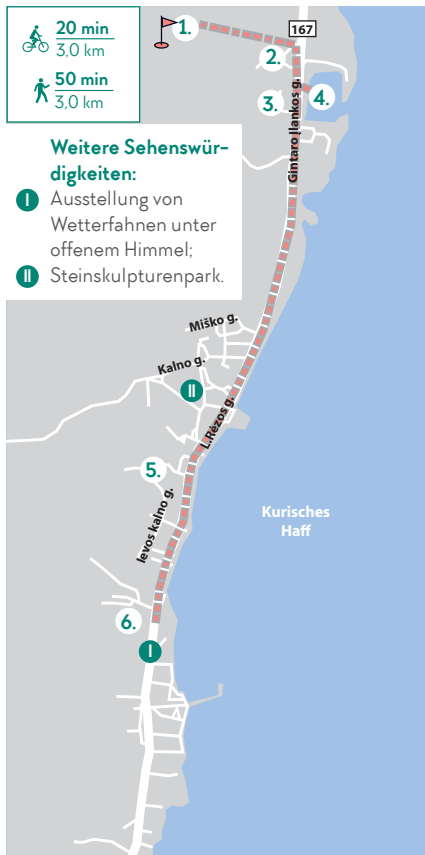 20 min
3,0 km
50 min
3,0 km
Weitere Sehenswür-
digkeiten:
I Ausstellung von
Wetterfahnen unter
offenem Himmel;
II Steinskulpturenpark.
1.
167
2.
3.
4.
Gintaro Įlankos g.
Miško g.
Kalno g.
II
L.Rėzos g.
5.
Ievos kalno g.
Kurisches
Haff
6.
I